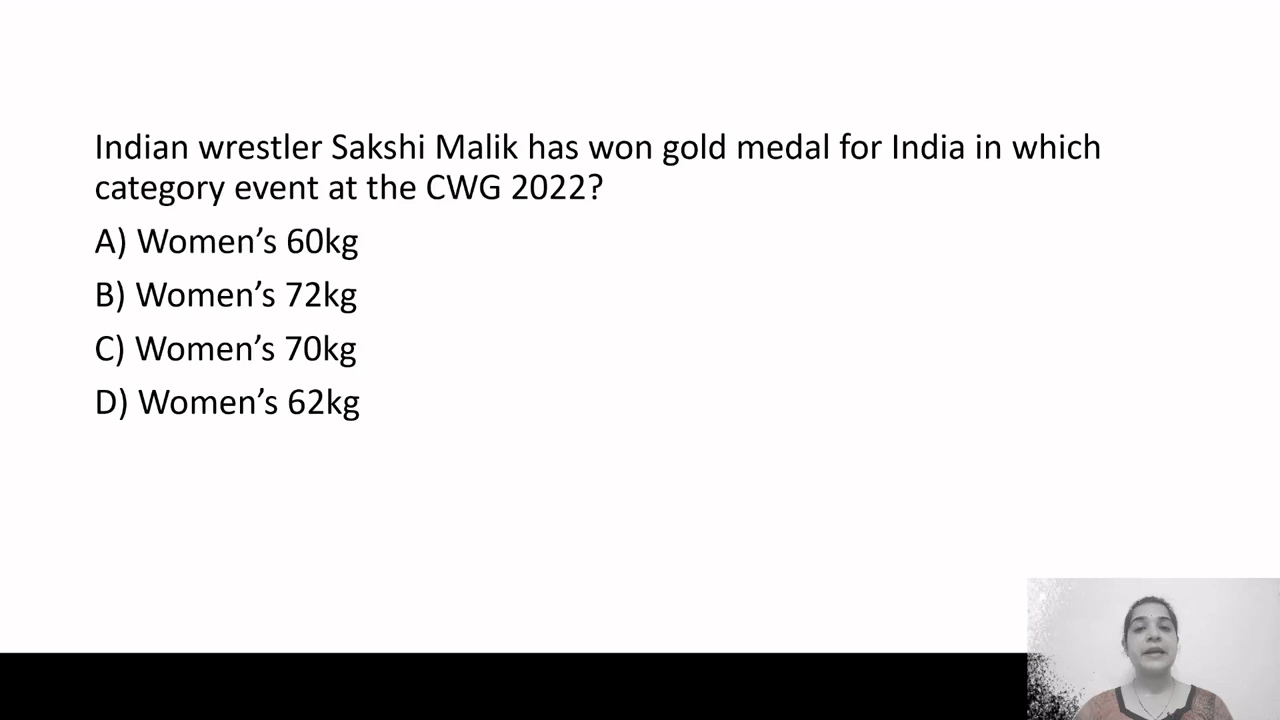 Indian wrestler Sakshi Malik has won gold medal for India in which
category event at the CWG 2022?
A) Women’s 60kg
B) Women’s 72kg
C) Women’s 70kg
D) Women’s 62kg